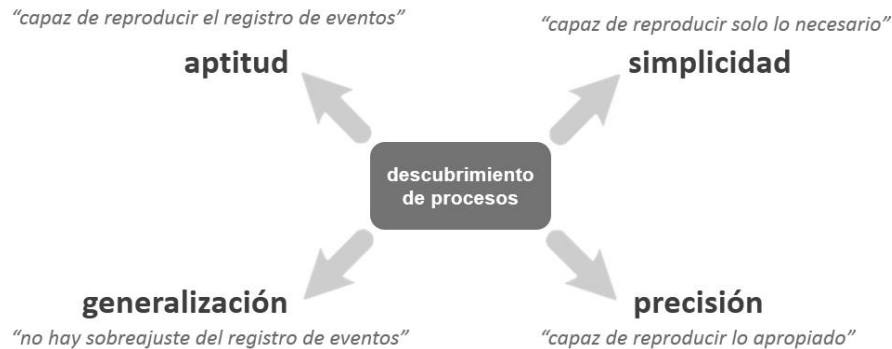 “capaz de reproducir el registro de eventos”
aptitud
“capaz de reproducir solo lo necesario”
simplicidad
descubrimiento
de procesos
generalización
“no hay sobreajuste del registro de eventos”
precisión
“capaz de reproducir lo apropiado”